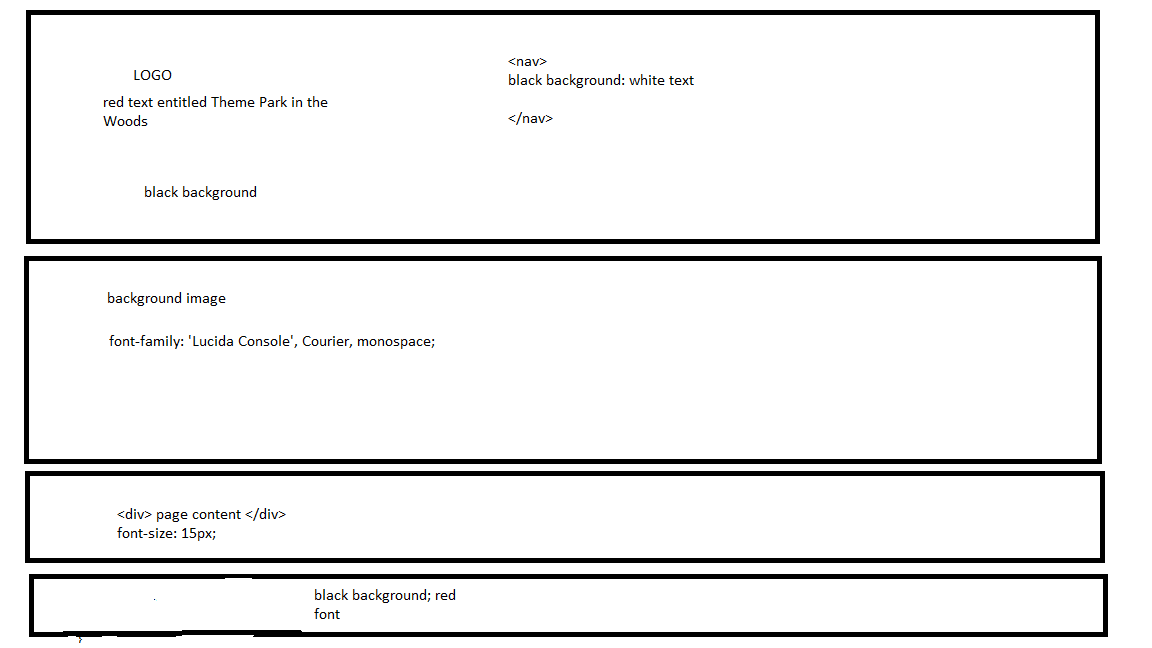 LOGO
red text entitled Theme Park in the
Woods
<nav>
black background: white text
</nav>
black background
background image
font-family: 'Lucida Console', Courier, monospace;
<div> page content </div>
font-size: 15px;
black background; red
font